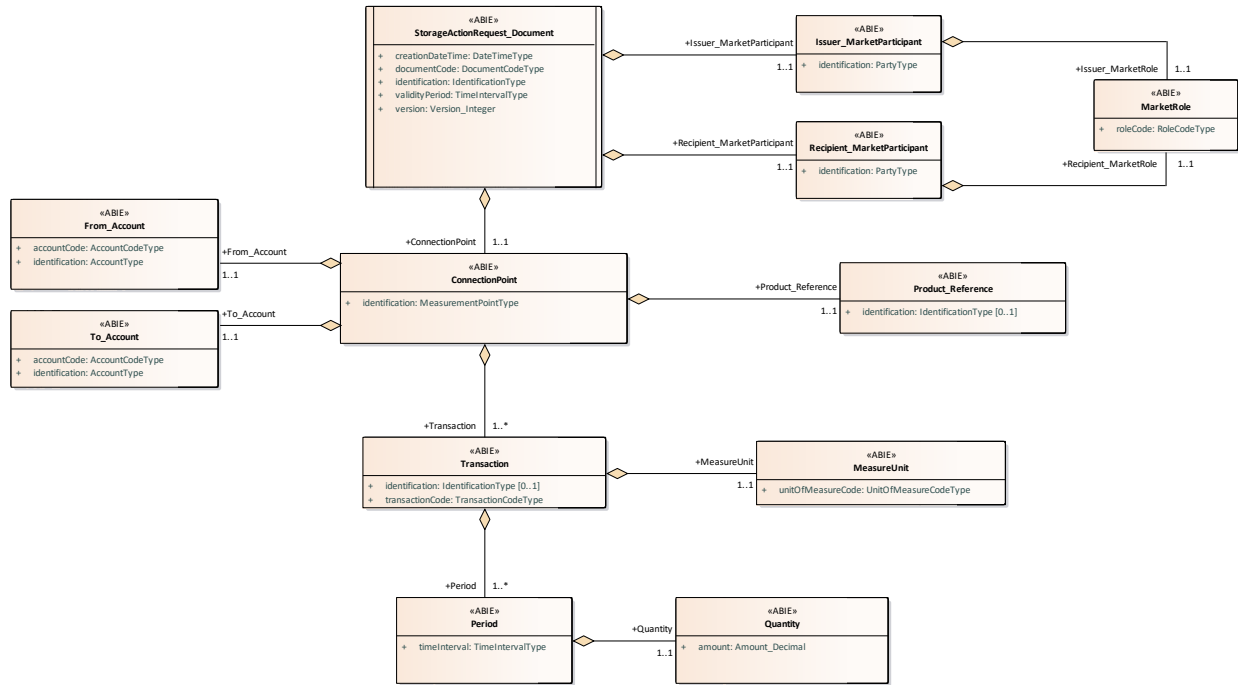 «ABIE»
StorageActionRequest_Document
+ creationDateTime: DateTimeType
+ documentCode: DocumentCodeType
+ identification: IdentificationType
+ validityPeriod: TimeIntervalType
+ version: Version_Integer
+Issuer_MarketParticipant
1..1
«ABIE»
Issuer_MarketParticipant
+ identification: PartyType
+Issuer_MarketRole
1..1
«ABIE»
MarketRole
+ roleCode: RoleCodeType
+Recipient_MarketParticipant
1..1
«ABIE»
Recipient_MarketParticipant
+ identification: PartyType
+Recipient_MarketRole
1..1
«ABIE»
From_Account
+ accountCode: AccountCodeType
+ identification: AccountType
+From_Account
1..1
+ConnectionPoint
1..1
«ABIE»
ConnectionPoint
+ identification: MeasurementPointType
+Product_Reference
1..1
«ABIE»
Product_Reference
+ identification: IdentificationType [0..1]
«ABIE»
To_Account
+ accountCode: AccountCodeType
+ identification: AccountType
+To_Account
1..1
+Transaction
1..*
«ABIE»
Transaction
+ identification: IdentificationType [0..1]
+ transactionCode: TransactionCodeType
+MeasureUnit
1..1
«ABIE»
MeasureUnit
+ unitOfMeasureCode: UnitOfMeasureCodeType
+Period
1..*
«ABIE»
Period
+ timeInterval: TimeIntervalType
+Quantity
1..1
«ABIE»
Quantity
+ amount: Amount_Decimal